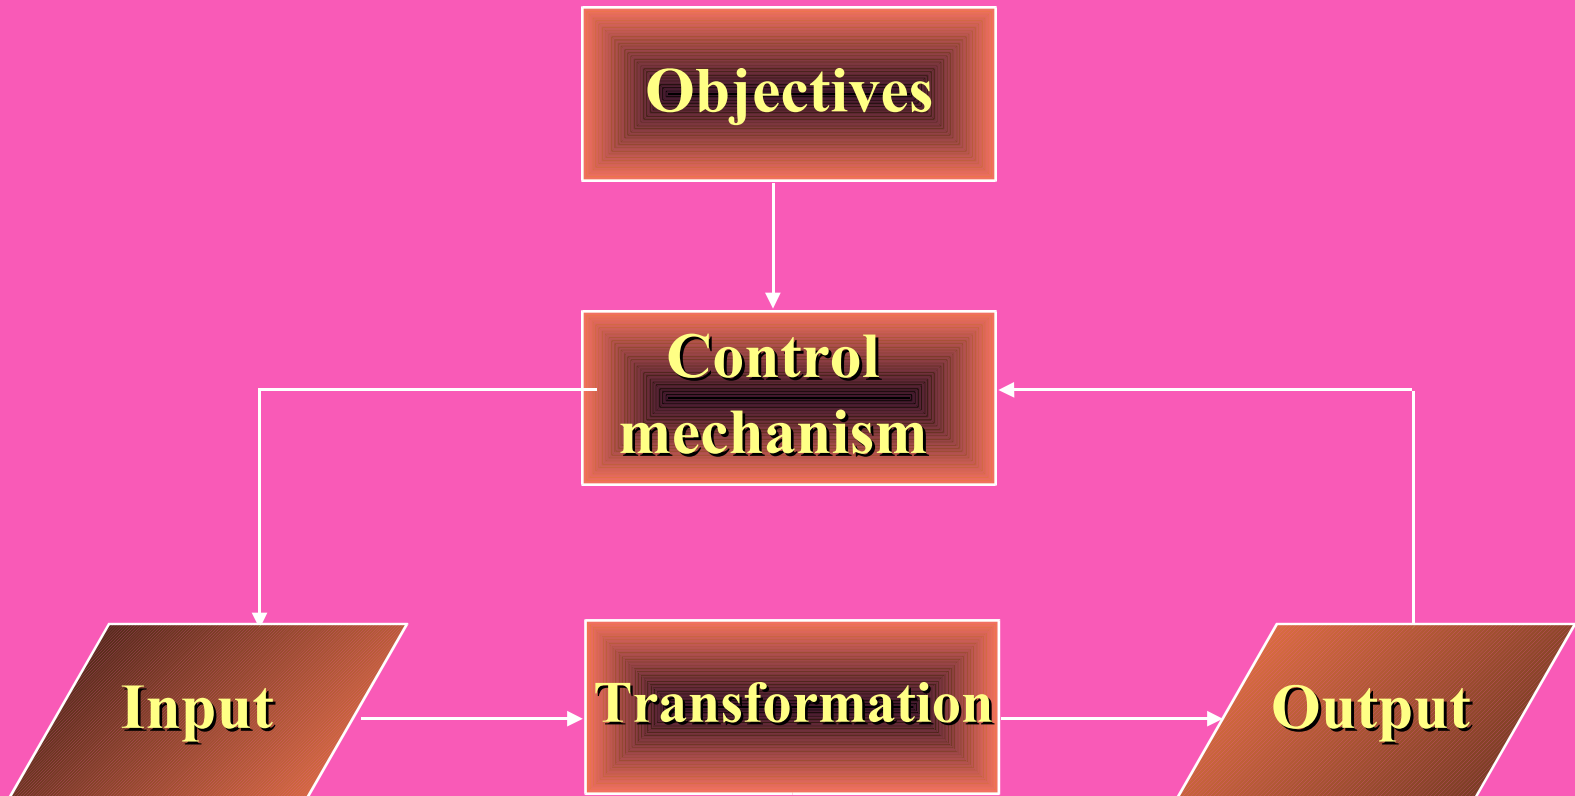 Objectives
Control
mechanism
Input
Transformation
Output